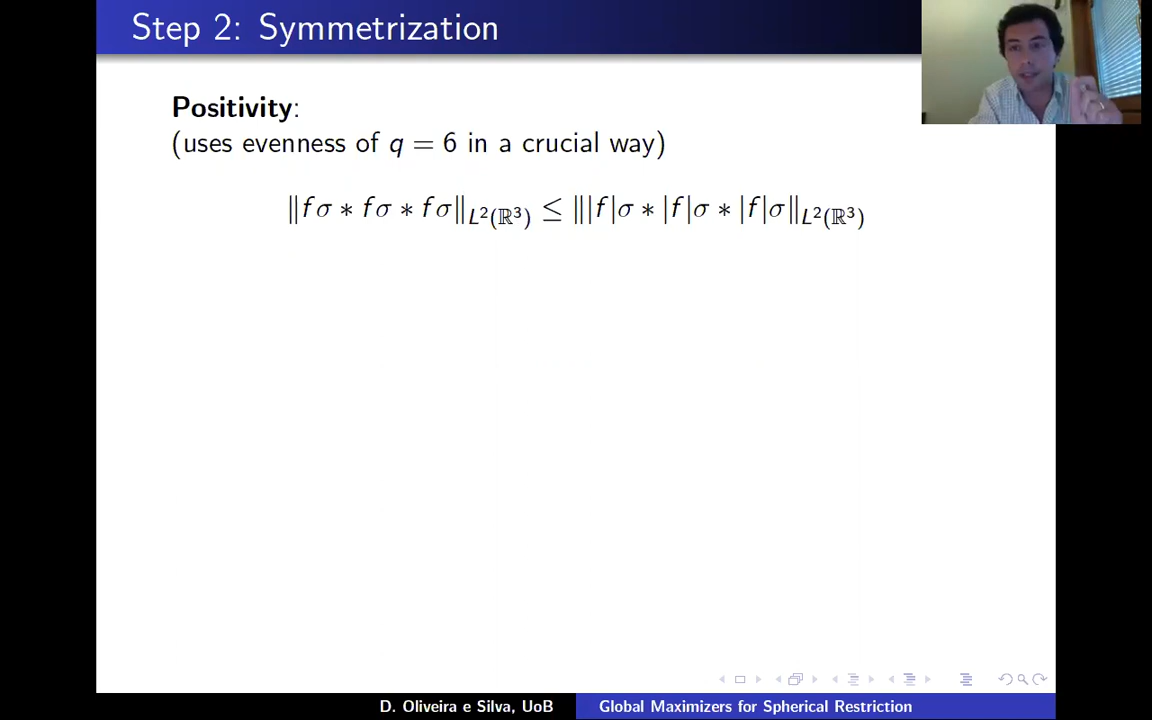 Step 2: Symmetrization
Positivity:
(uses evenness of q = 6 in a crucial way)
‖fσ ∗ fσ ∗ fσ‖_{L²(ℝ³)} ≤ ‖|f|σ ∗ |f|σ ∗ |f|σ‖_{L²(ℝ³)}
D. Oliveira e Silva, UoB
Global Maximizers for Spherical Restriction